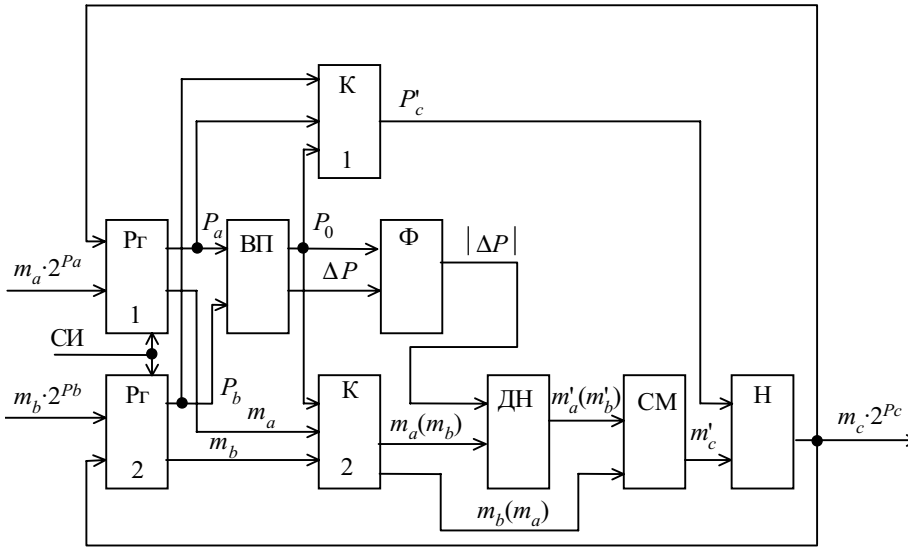 К
1
P'c
Рг
1
Pa
ВП
P0
ΔP
Ф
|ΔP|
ma·2^Pa
СИ
mb·2^Pb
Рг
2
Pb
ma
mb
К
2
ma(mb)
mb(ma)
ДН
m'a(m'b)
СМ
m'c
Н
mc·2^Pc